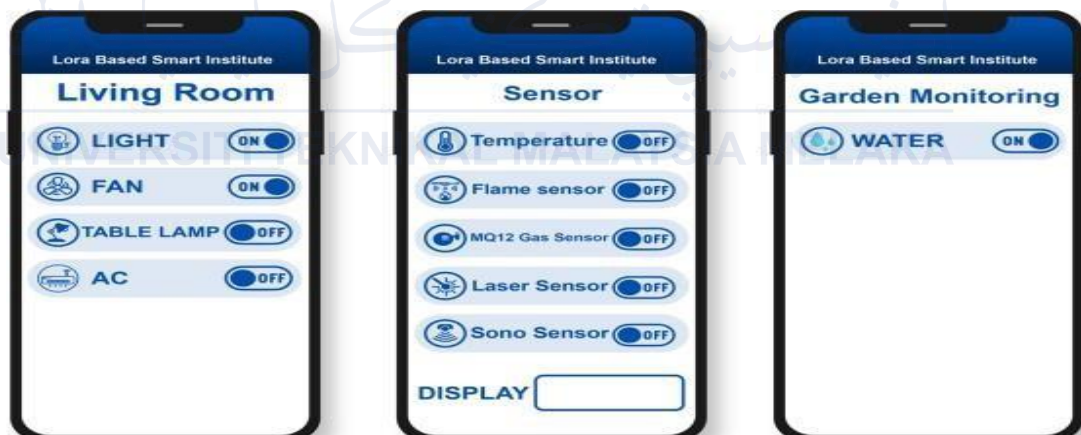 Lora Based Smart Institute
Living Room
LIGHT ON
FAN ON
TABLE LAMP OFF
AC OFF
Lora Based Smart Institute
Sensor
Temperature OFF
Flame sensor OFF
MQ12 Gas Sensor OFF
Laser Sensor OFF
Sono Sensor OFF
DISPLAY
Lora Based Smart Institute
Garden Monitoring
WATER ON
UNIVERSITI TEKNIKAL MALAYSIA MELAKA